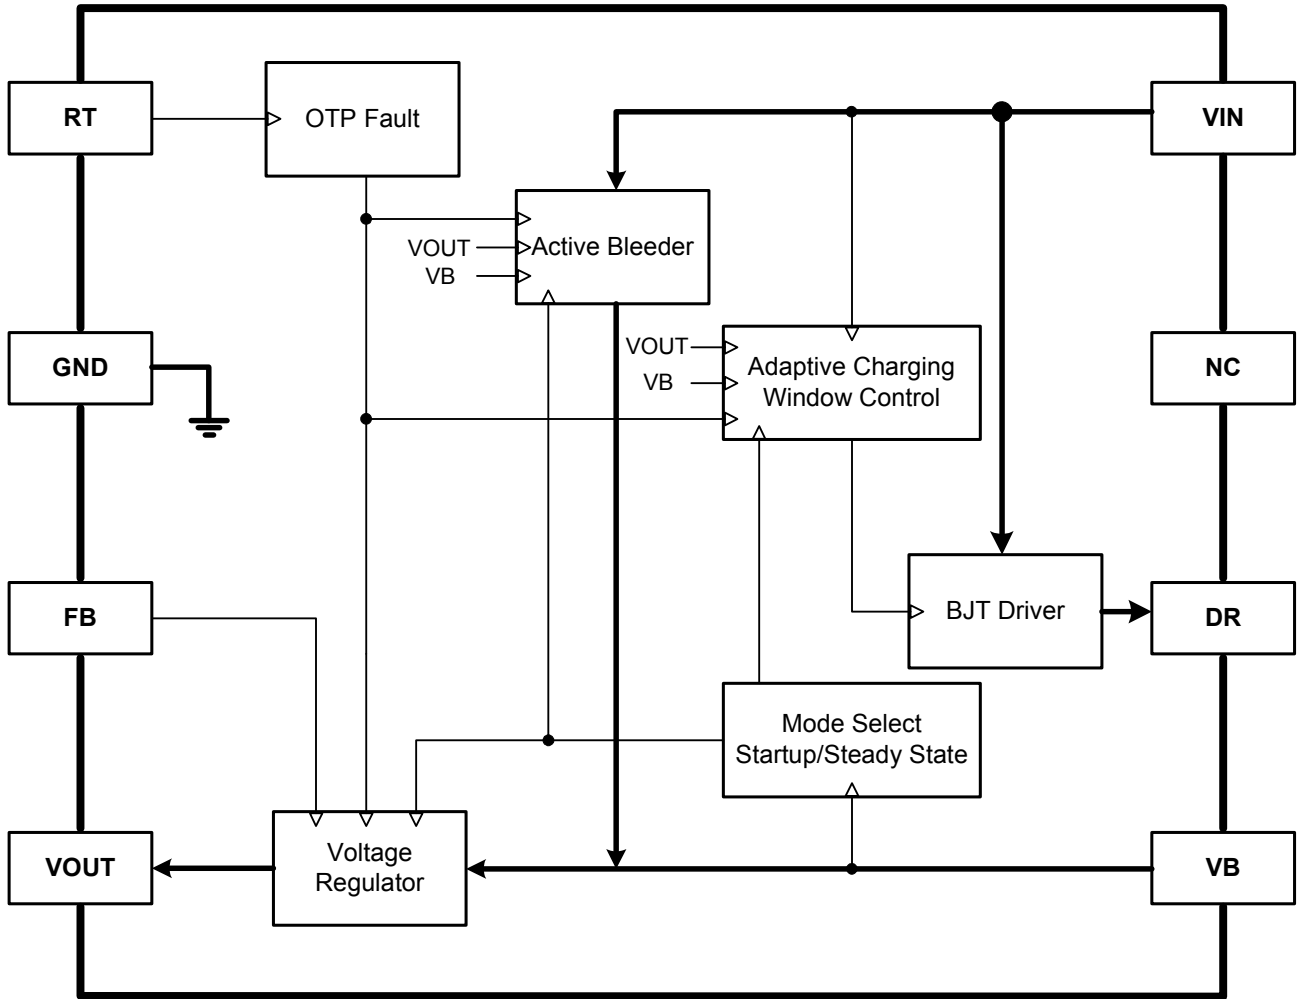 RT
OTP Fault
VIN
VOUT
VB
Active Bleeder
GND
VOUT
VB
Adaptive Charging
Window Control
NC
FB
BJT Driver
DR
Mode Select
Startup/Steady State
VOUT
Voltage
Regulator
VB